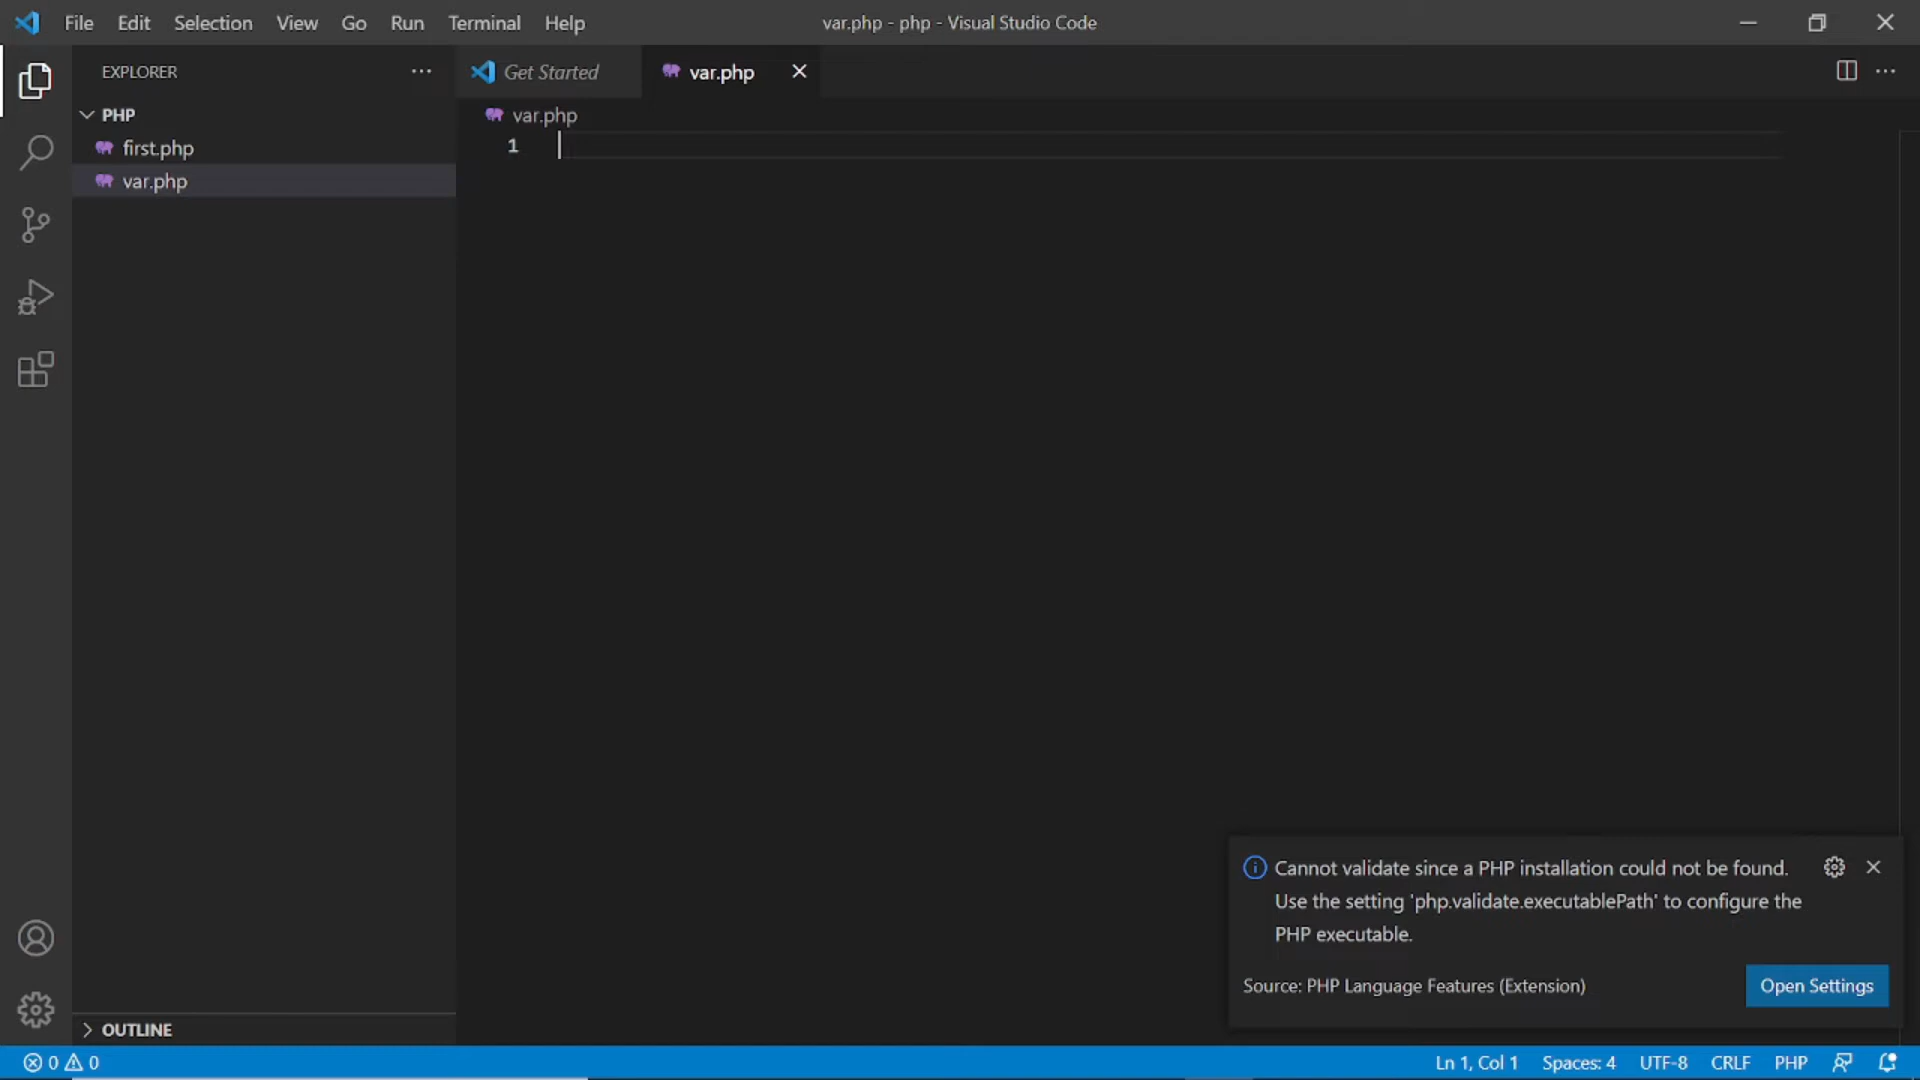 File Edit Selection View Go Run Terminal Help
var.php - php - Visual Studio Code
EXPLORER
Get Started
var.php
PHP
first.php
var.php
var.php
1
Cannot validate since a PHP installation could not be found.
Use the setting 'php.validate.executablePath' to configure the
PHP executable.
Source: PHP Language Features (Extension)
Open Settings
OUTLINE
0 0
Ln 1, Col 1 Spaces: 4 UTF-8 CRLF PHP